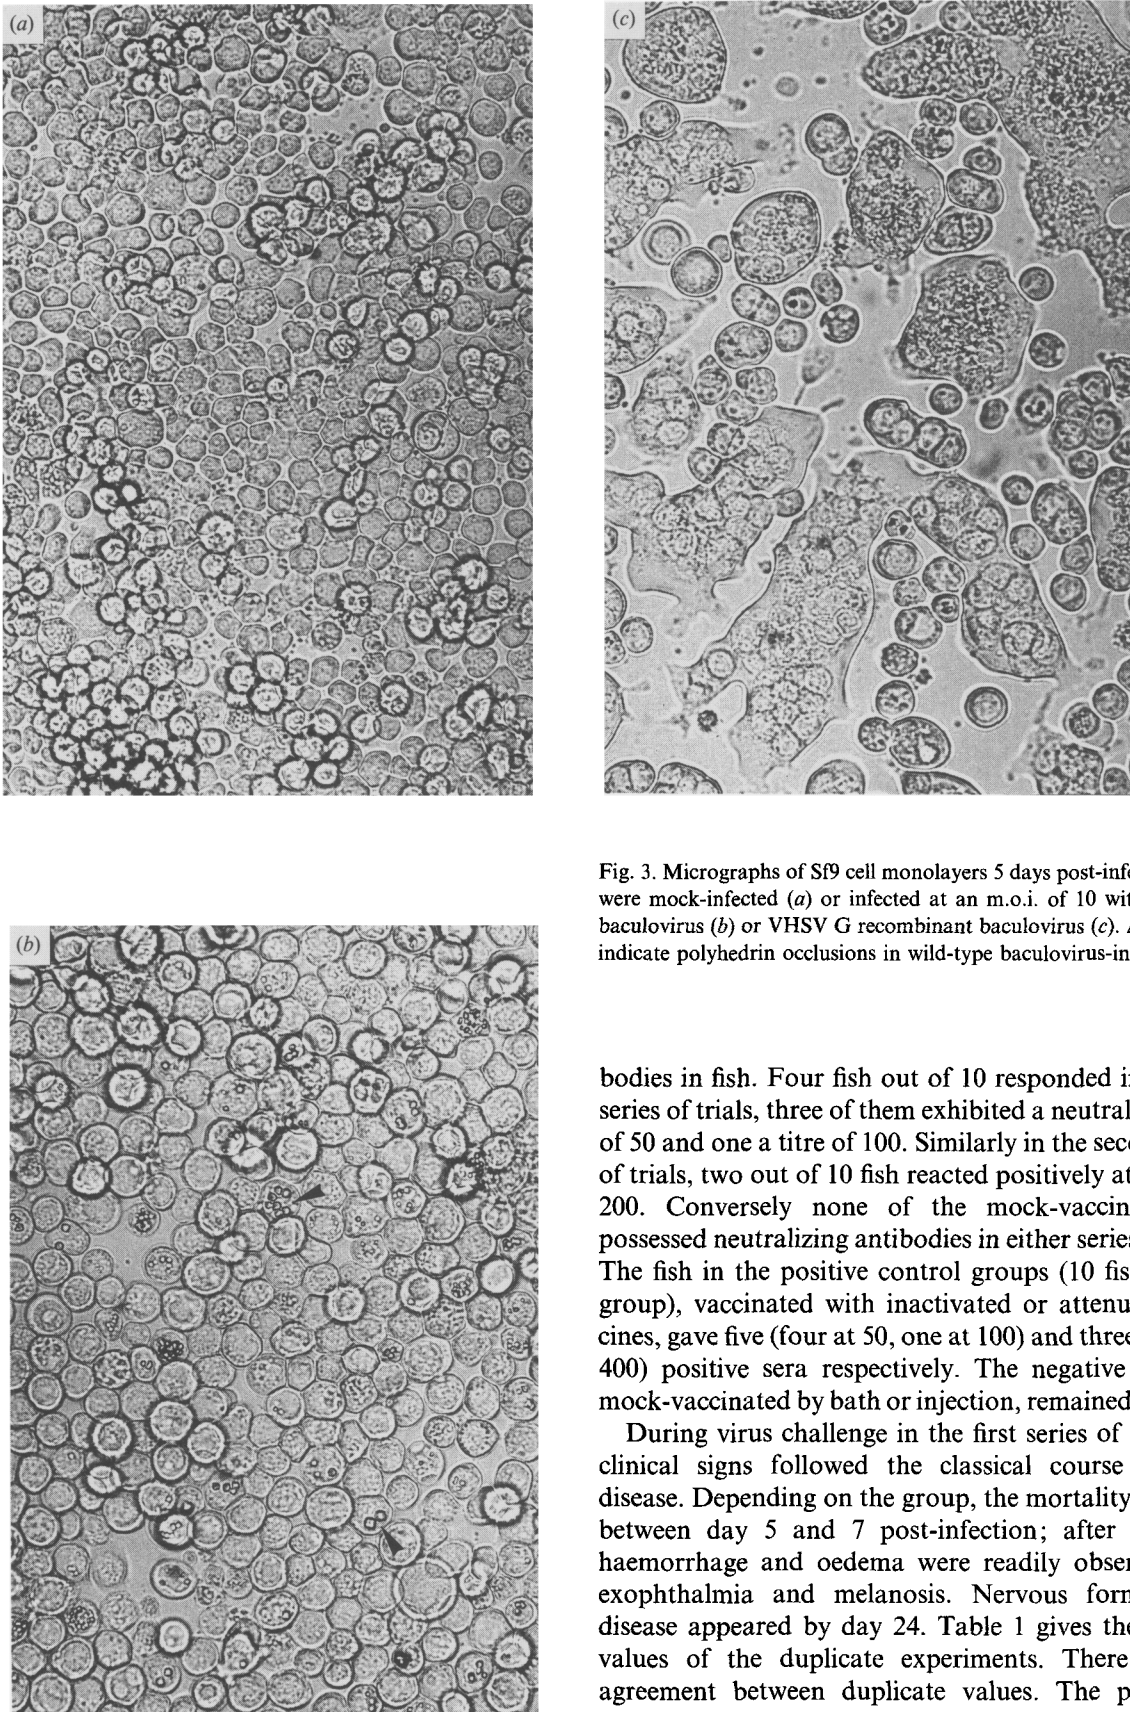 (a)
(c)
Fig. 3. Micrographs of Sf9 cell monolayers 5 days post-infe
were mock-infected (a) or infected at an m.o.i. of 10 wit
baculovirus (b) or VHSV G recombinant baculovirus (c). A
indicate polyhedrin occlusions in wild-type baculovirus-in
(b)
bodies in fish. Four fish out of 10 responded i
series of trials, three of them exhibited a neutral
of 50 and one a titre of 100. Similarly in the seco
of trials, two out of 10 fish reacted positively at
200. Conversely none of the mock-vaccin
possessed neutralizing antibodies in either series
The fish in the positive control groups (10 fis
group), vaccinated with inactivated or attenu
cines, gave five (four at 50, one at 100) and three
400) positive sera respectively. The negative
mock-vaccinated by bath or injection, remained
During virus challenge in the first series of
clinical signs followed the classical course
disease. Depending on the group, the mortality
between day 5 and 7 post-infection; after
haemorrhage and oedema were readily obser
exophthalmia and melanosis. Nervous form
disease appeared by day 24. Table 1 gives the
values of the duplicate experiments. There
agreement between duplicate values. The p